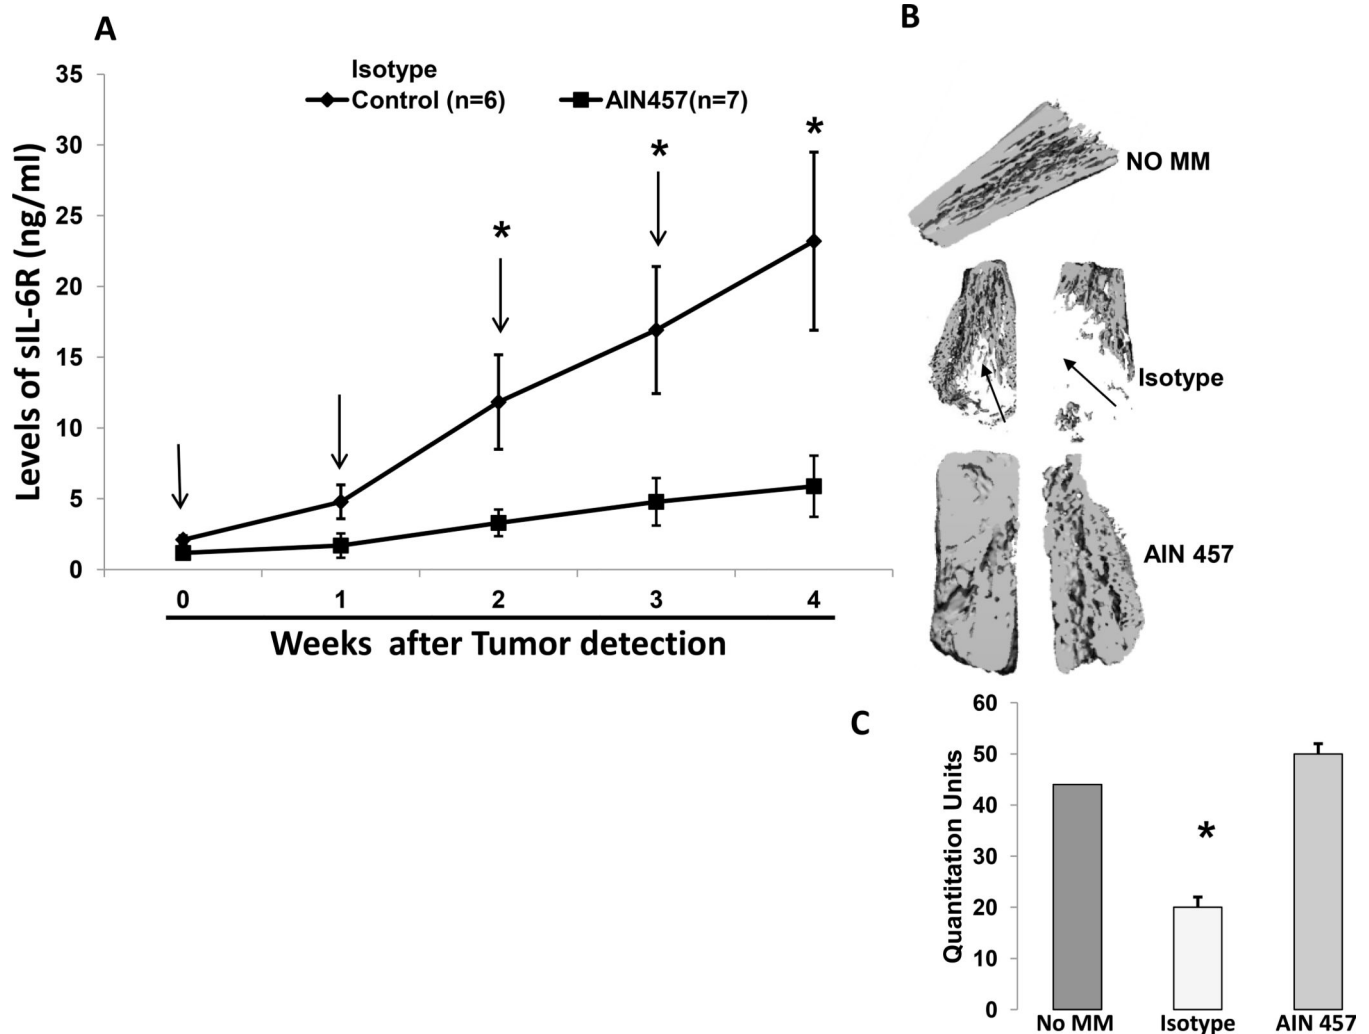 A
Isotype
Control (n=6)
AIN457(n=7)
35
30
25
20
15
10
5
0
Levels of sIL-6R (ng/ml)
*
*
*
0 1 2 3 4
Weeks after Tumor detection
B
NO MM
Isotype
AIN 457
C
60
50
40
30
20
10
0
Quantitation Units
*
No MM Isotype AIN 457